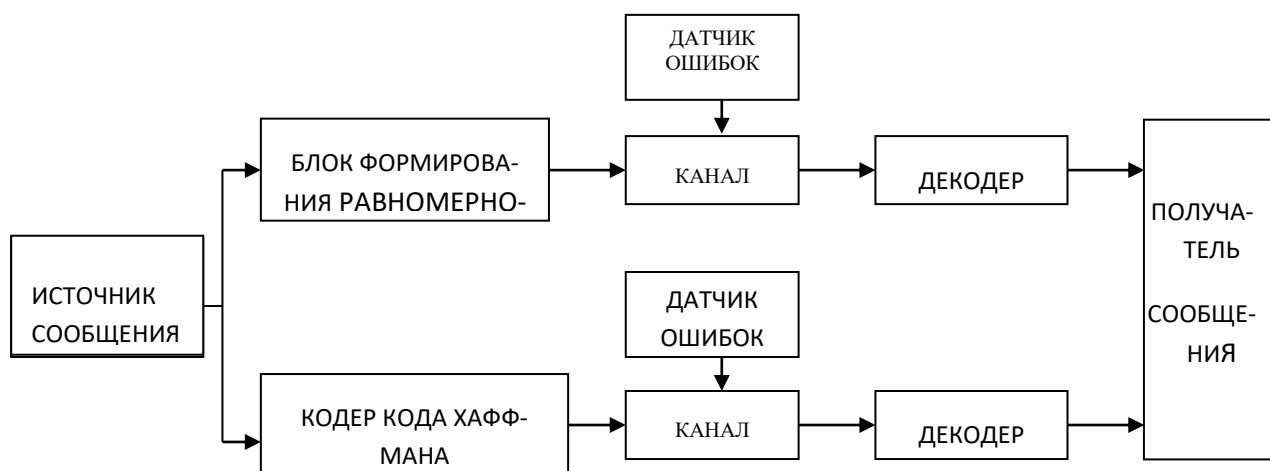 ДАТЧИК
ОШИБОК
БЛОК ФОРМИРОВА-
НИЯ РАВНОМЕРНО-
КАНАЛ
ДЕКОДЕР
ПОЛУЧА-
ТЕЛЬ
СООБЩЕ-
НИЯ
ИСТОЧНИК
СООБЩЕНИЯ
ДАТЧИК
ОШИБОК
КОДЕР КОДА ХАФФ-
МАНА
КАНАЛ
ДЕКОДЕР